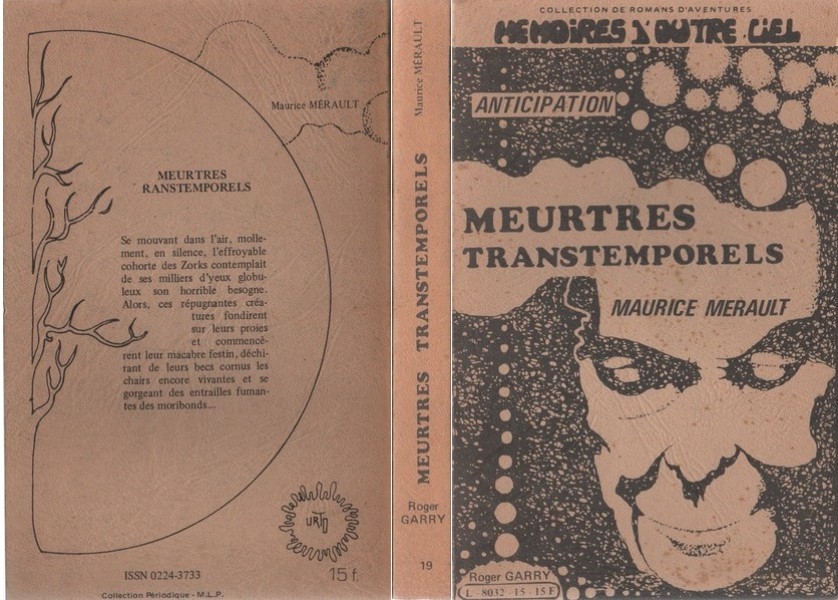 Maurice MÉRAULT
MEURTRES
RANSTEMPORELS
Se mouvant dans l'air, molle-
ment, en silence, l'effroyable
cohorte des Zorks contemplait
de ses milliers d'yeux globu-
leux son horrible besogne.
Alors, ces répugnantes créa-
tures fondirent
sur leurs proies
et commencè-
rent leur macabre festin, déchi-
rant de leurs becs cornus les
chairs encore vivantes et se
gorgeant des entrailles fuman-
tes des moribonds...
ISSN 0224-3733
15 f.
Collection Périodique - M.L.P.
Maurice MÉRAULT
MEURTRES TRANSTEMPORELS
Roger
GARRY
19
COLLECTION DE ROMANS D'AVENTURES
MEMOIRES D'OUTRE CIEL
ANTICIPATION
MEURTRES
TRANSTEMPORELS
MAURICE MERAULT
Roger GARRY
L - 8032 - 15 - 15 F